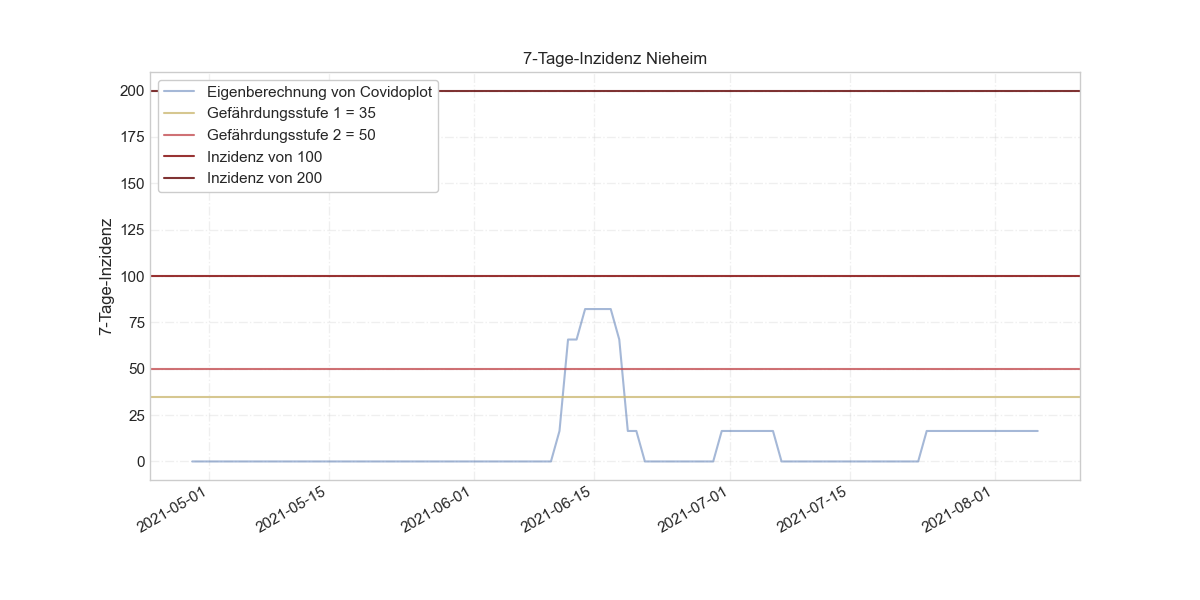 7-Tage-Inzidenz Nieheim
Eigenberechnung von Covidoplot
Gefährdungsstufe 1 = 35
Gefährdungsstufe 2 = 50
Inzidenz von 100
Inzidenz von 200
7-Tage-Inzidenz
200
175
150
125
100
75
50
25
0
2021-05-01
2021-05-15
2021-06-01
2021-06-15
2021-07-01
2021-07-15
2021-08-01